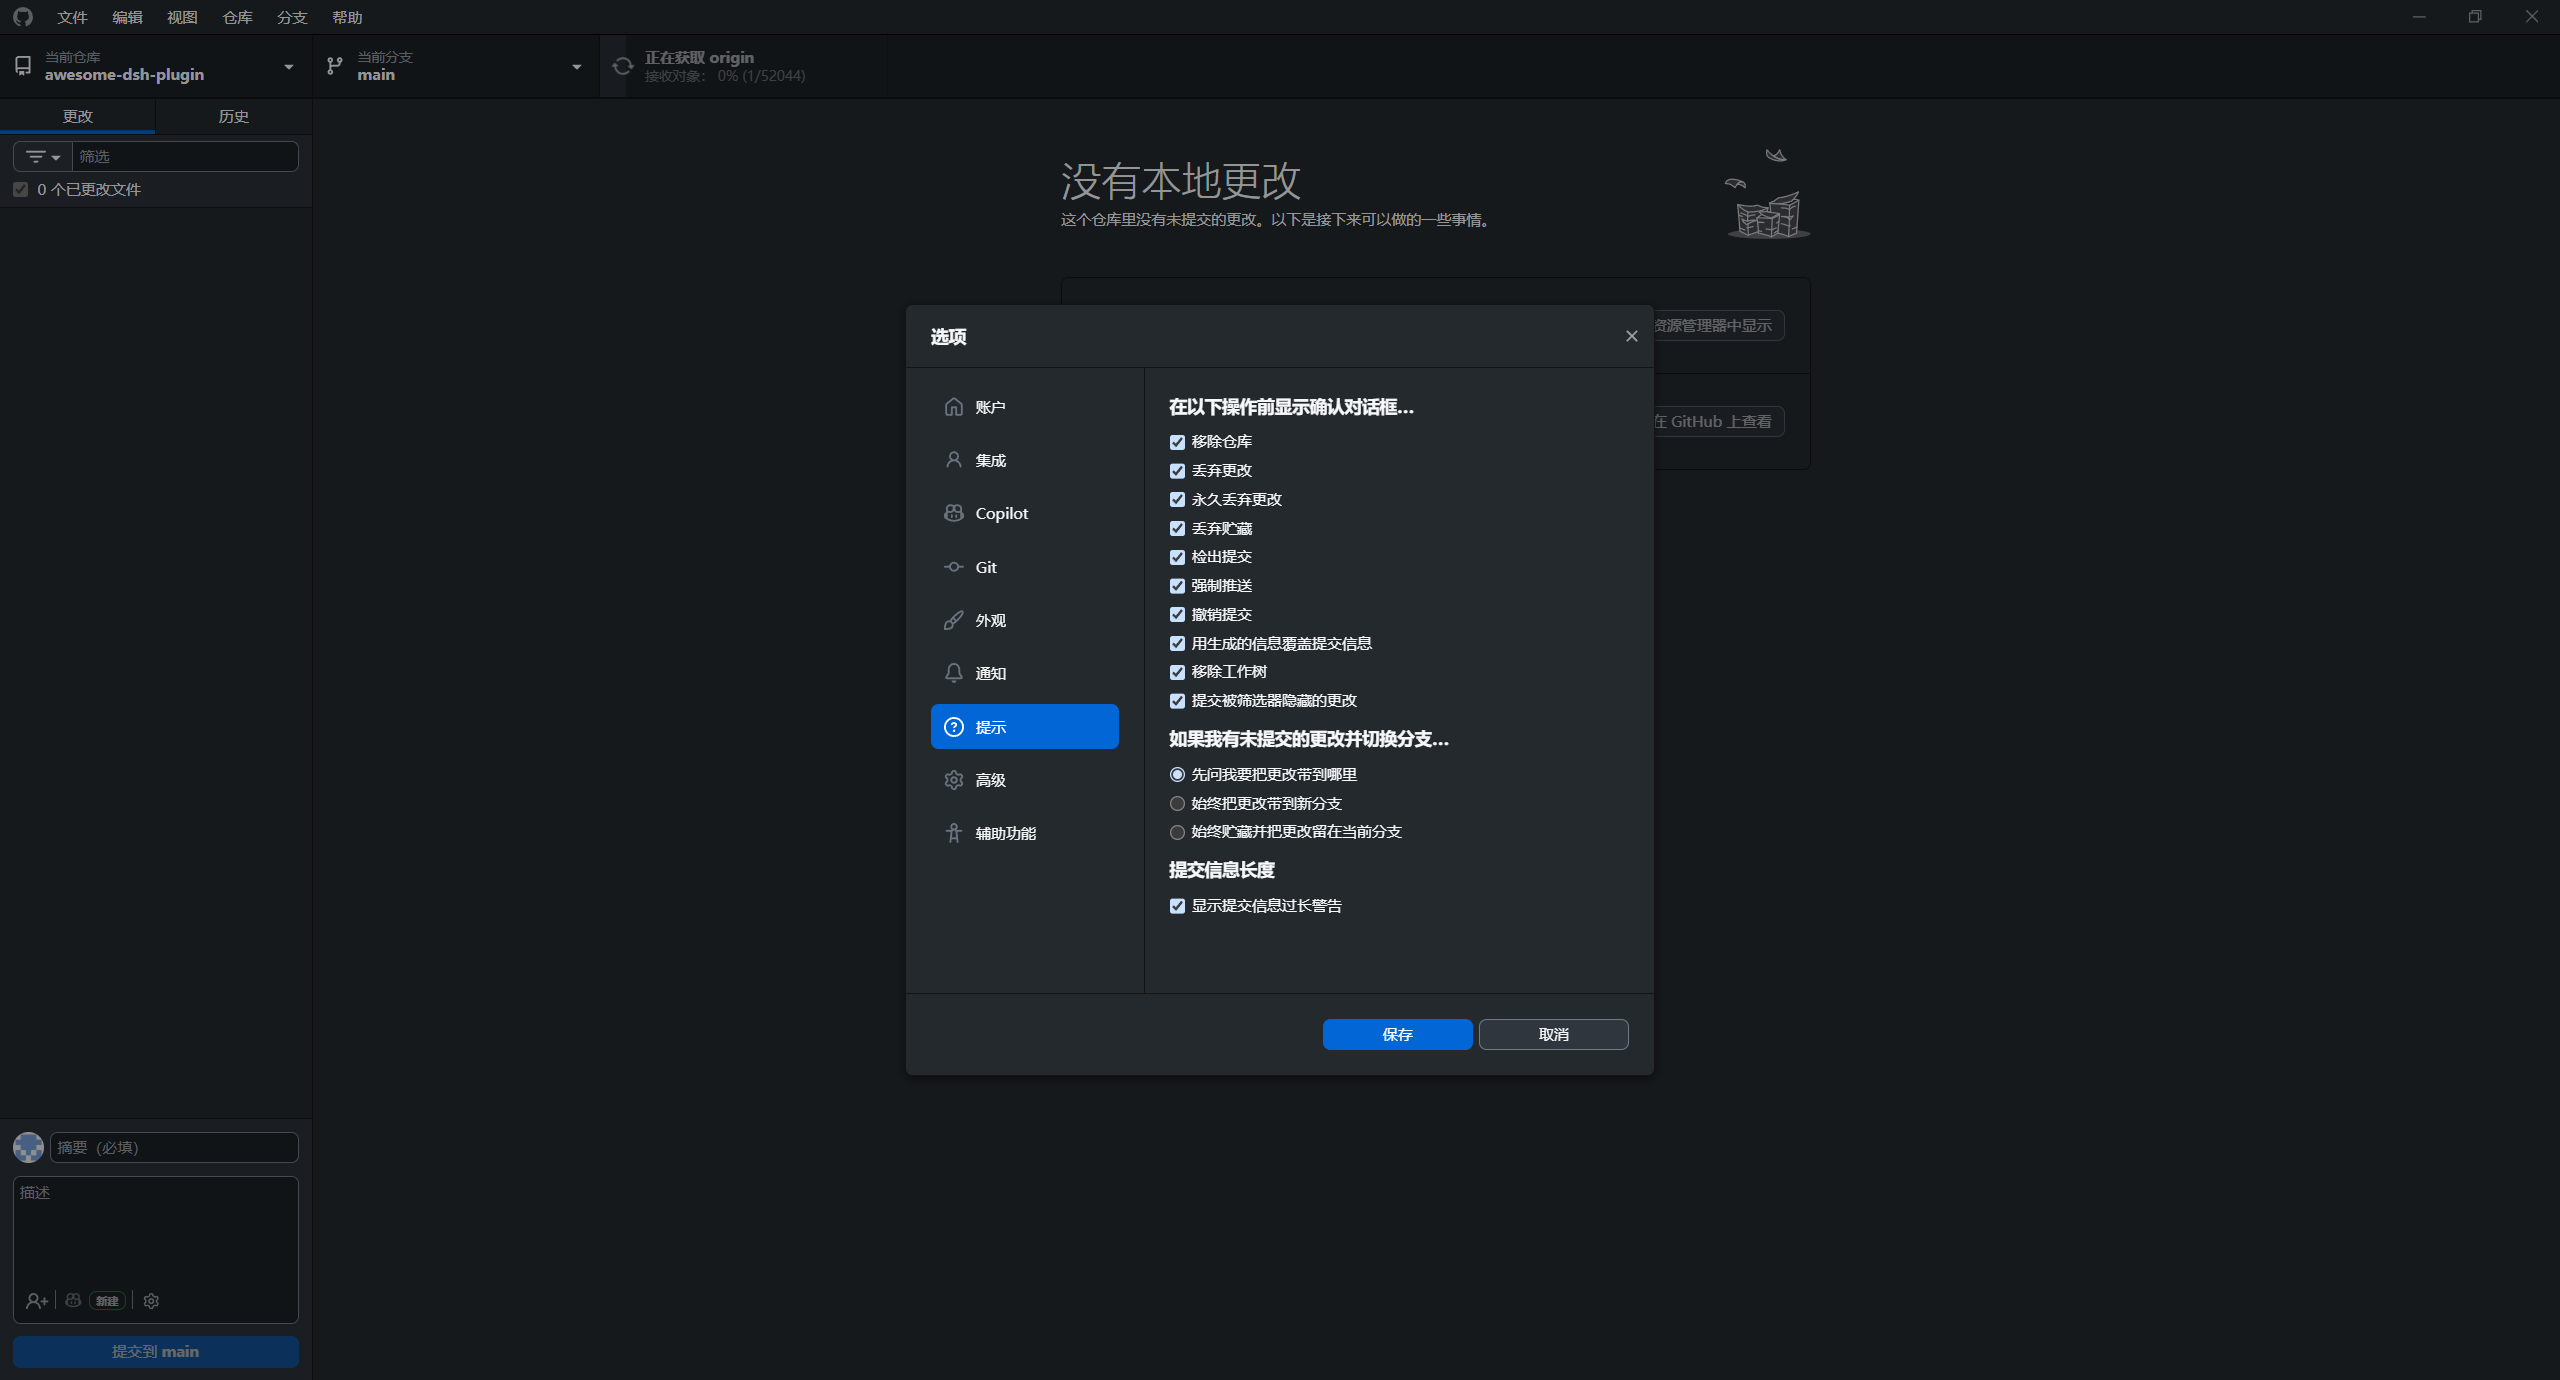 文件 编辑 视图 仓库 分支 帮助
当前仓库
awesome-dsh-plugin
当前分支
main
正在获取 origin
接收对象： 0% (1/52044)
更改
历史
筛选
0 个已更改文件
没有本地更改
这个仓库里没有未提交的更改。以下是接下来可以做的一些事情。
资源管理器中显示
在 GitHub 上查看
选项
账户
集成
Copilot
Git
外观
通知
提示
高级
辅助功能
在以下操作前显示确认对话框...
移除仓库
丢弃更改
永久丢弃更改
丢弃贮藏
检出提交
强制推送
撤销提交
用生成的信息覆盖提交信息
移除工作树
提交被筛选器隐藏的更改
如果我有未提交的更改并切换分支...
先问我要把更改带到哪里
始终把更改带到新分支
始终贮藏并把更改留在当前分支
提交信息长度
显示提交信息过长警告
保存
取消
摘要（必填）
描述
新建
提交到 main